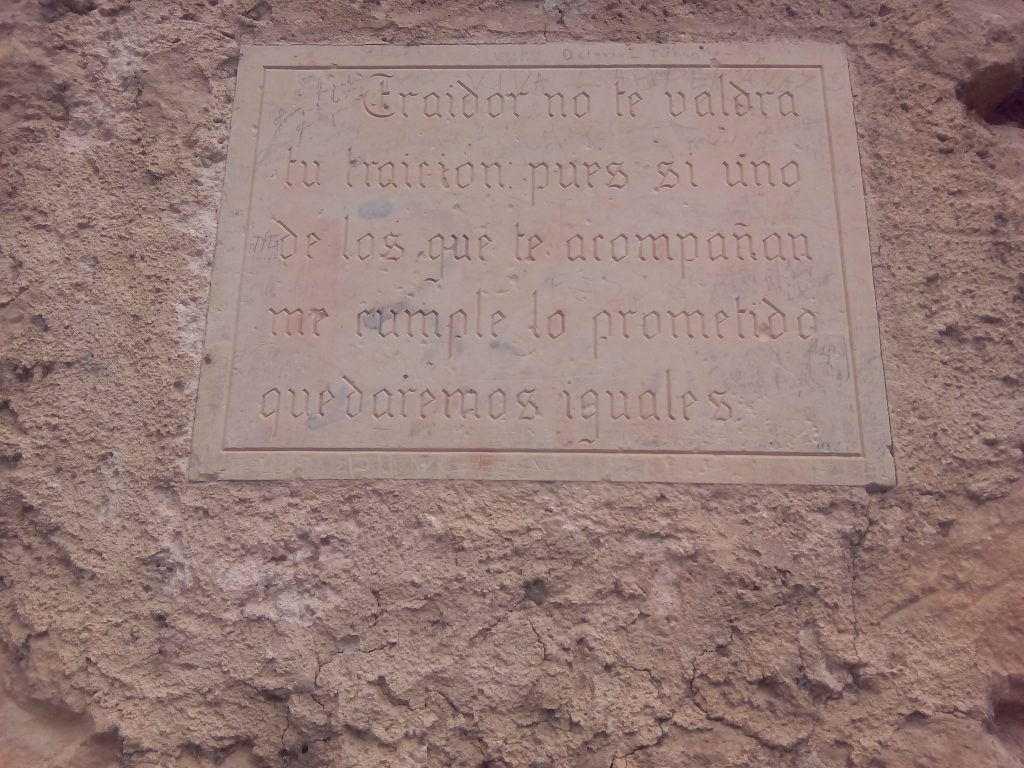 Traidor no te valdra
tu traicion: pues si uno
de los que te acompañan
me cumple lo prometido
quedaremos iguales.